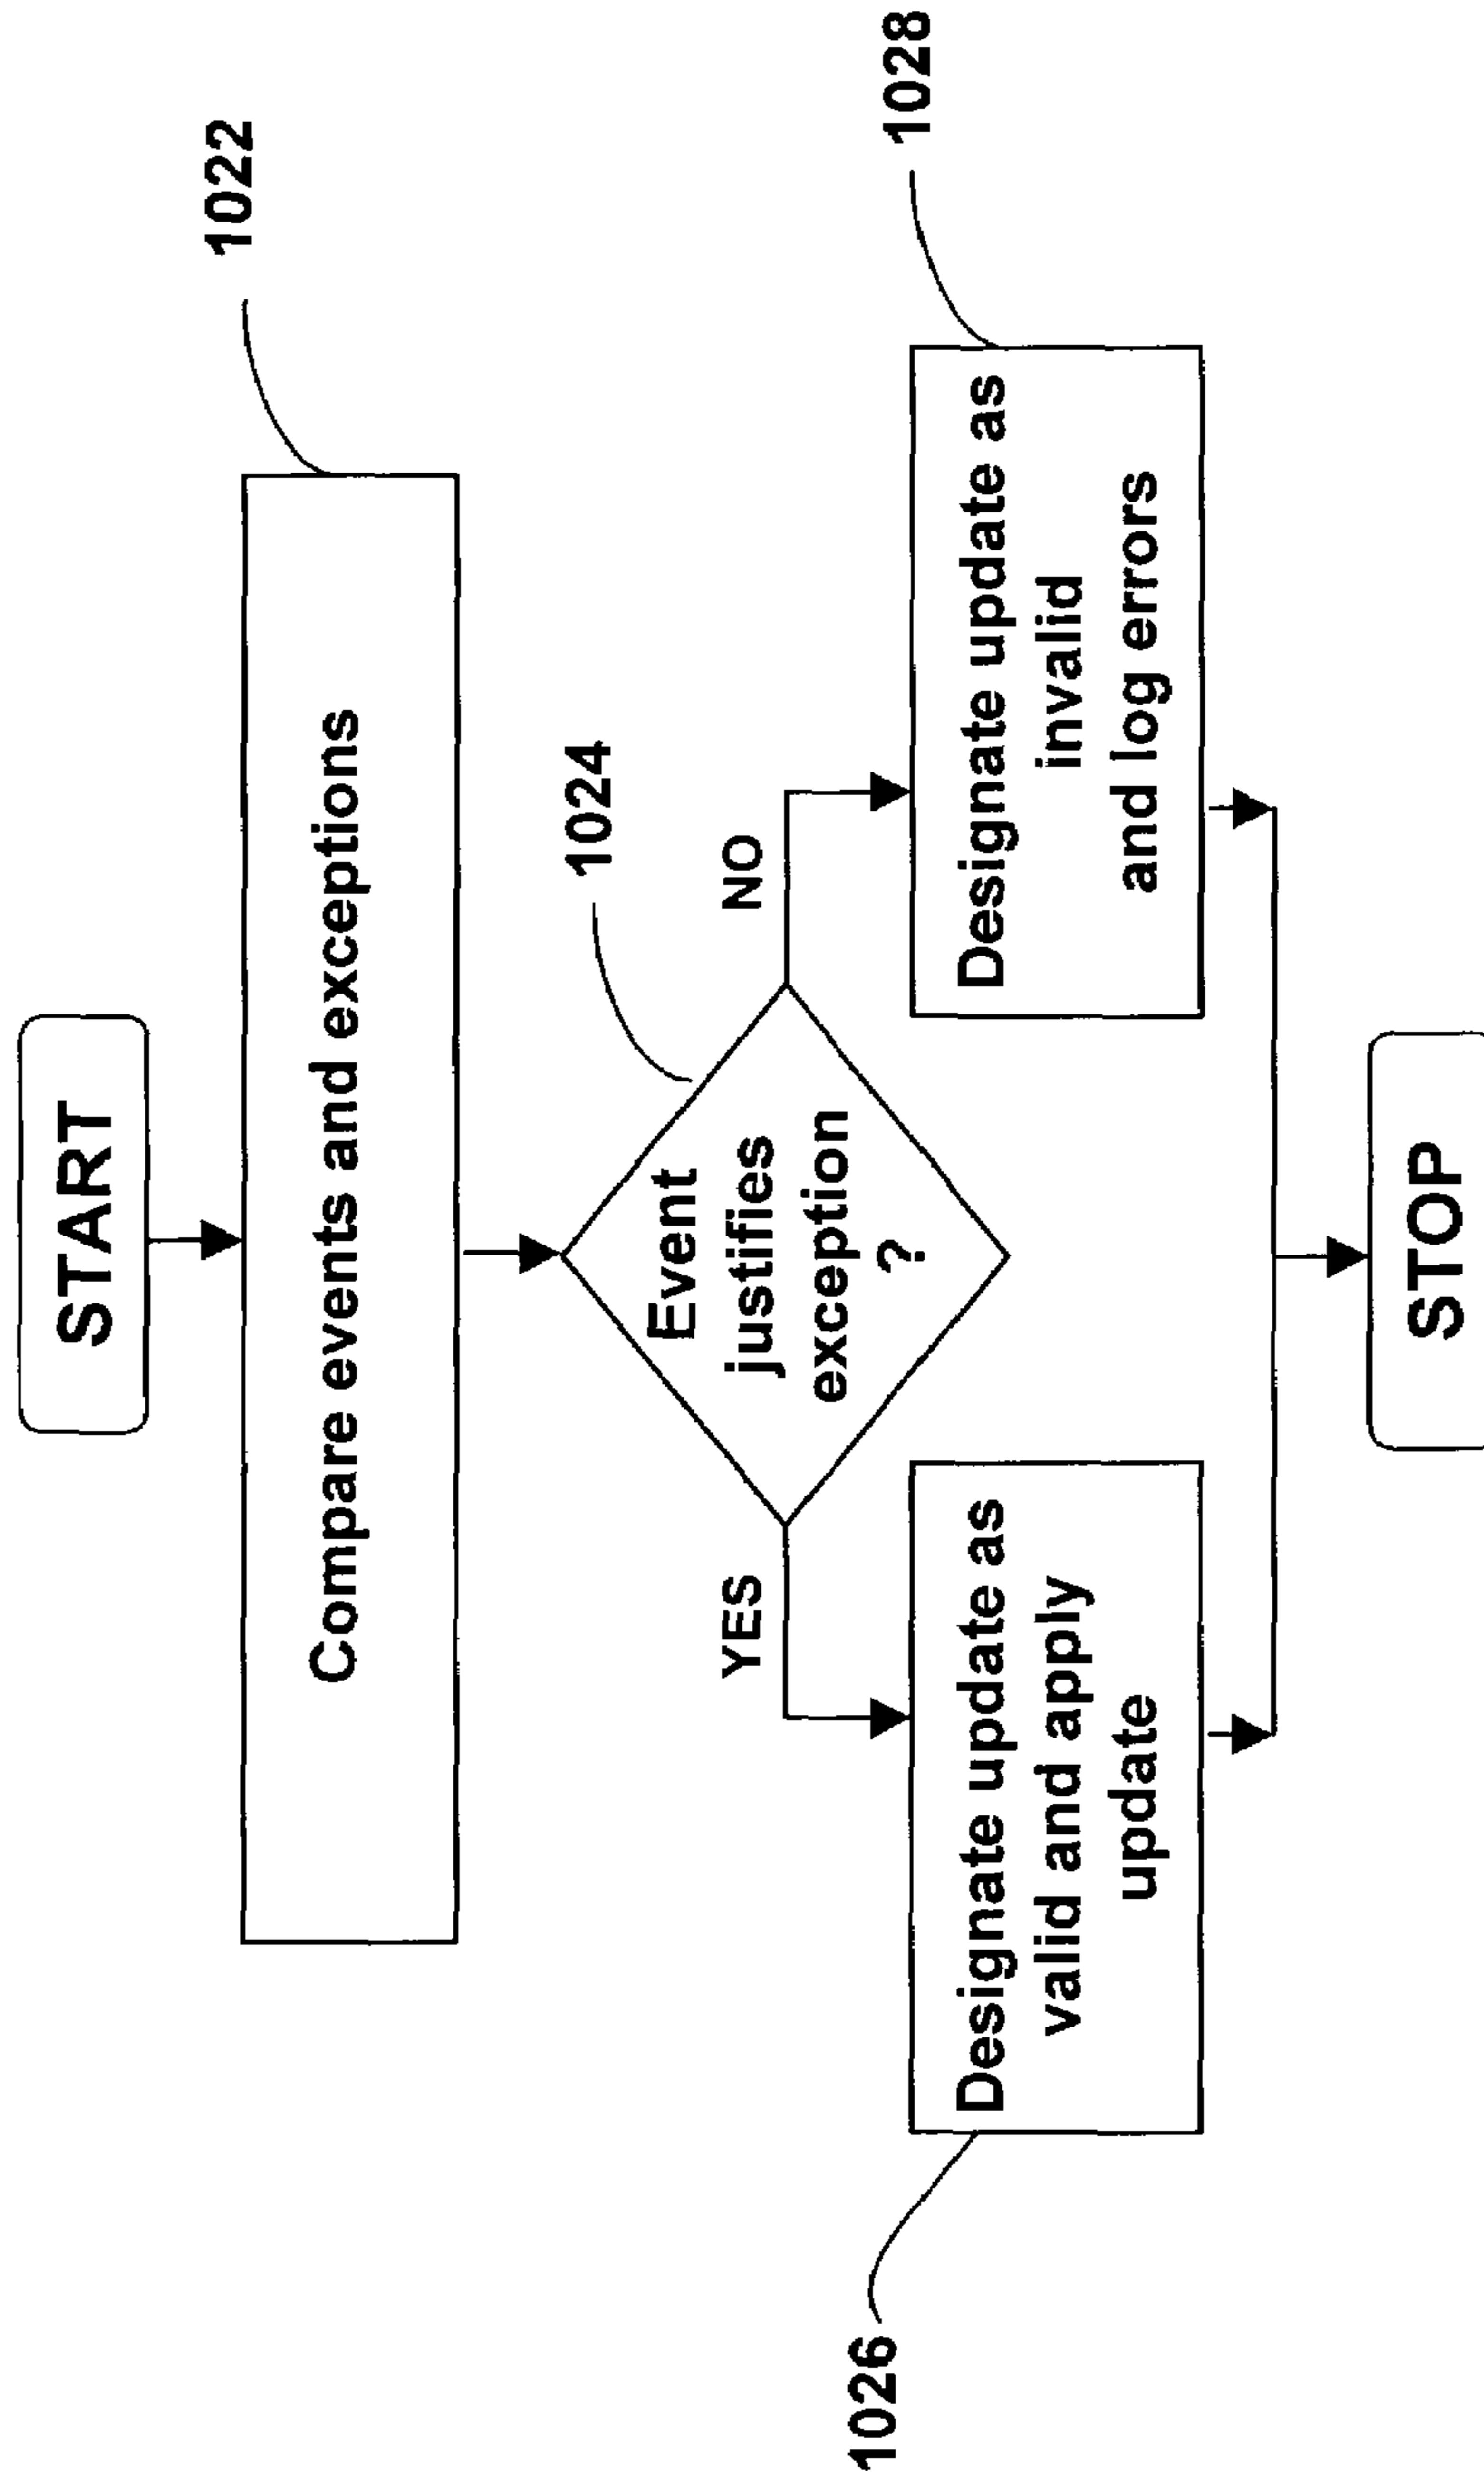 START
1022
Compare events and exceptions
1024
Event
justifies
exception
?
YES
NO
1026
Designate update as
valid and apply
update
1028
Designate update as
invalid
and log errors
STOP